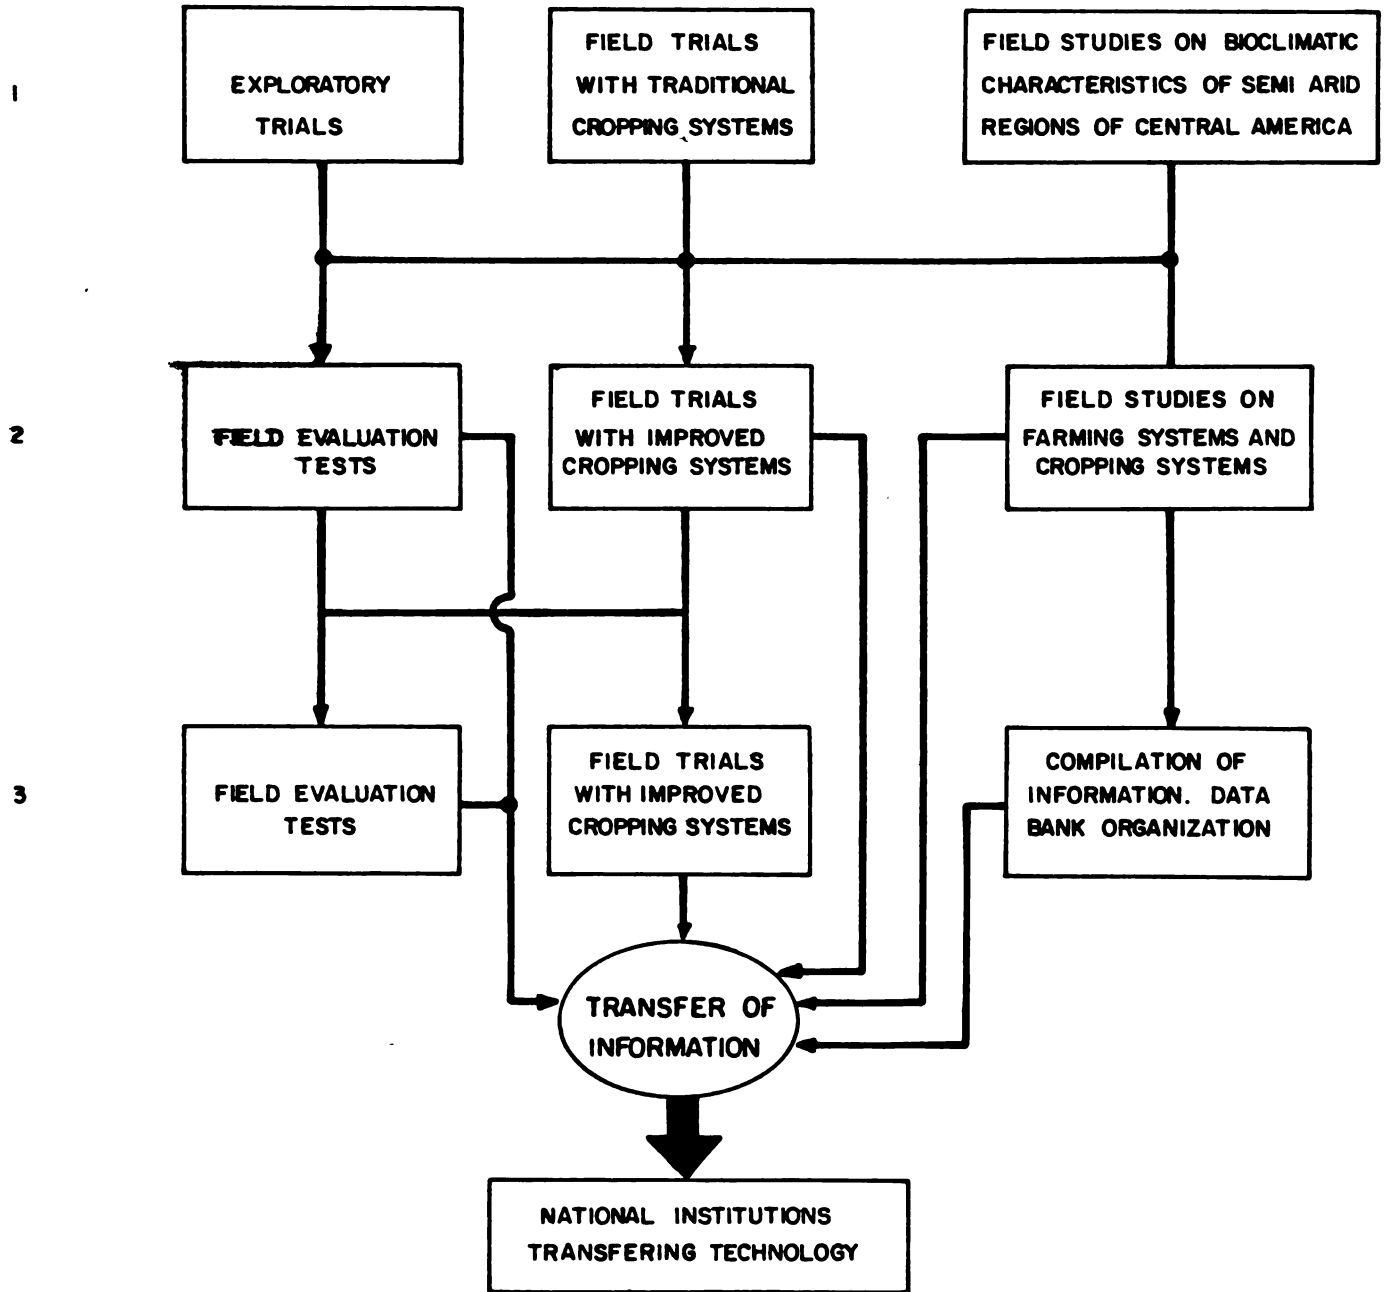 1
EXPLORATORY
TRIALS
FIELD TRIALS
WITH TRADITIONAL
CROPPING SYSTEMS
FIELD STUDIES ON BIOCLIMATIC
CHARACTERISTICS OF SEMI ARID
REGIONS OF CENTRAL AMERICA
2
FIELD EVALUATION
TESTS
FIELD TRIALS
WITH IMPROVED
CROPPING SYSTEMS
FIELD STUDIES ON
FARMING SYSTEMS AND
CROPPING SYSTEMS
3
FIELD EVALUATION
TESTS
FIELD TRIALS
WITH IMPROVED
CROPPING SYSTEMS
COMPILATION OF
INFORMATION. DATA
BANK ORGANIZATION
TRANSFER OF
INFORMATION
NATIONAL INSTITUTIONS
TRANSFERING TECHNOLOGY